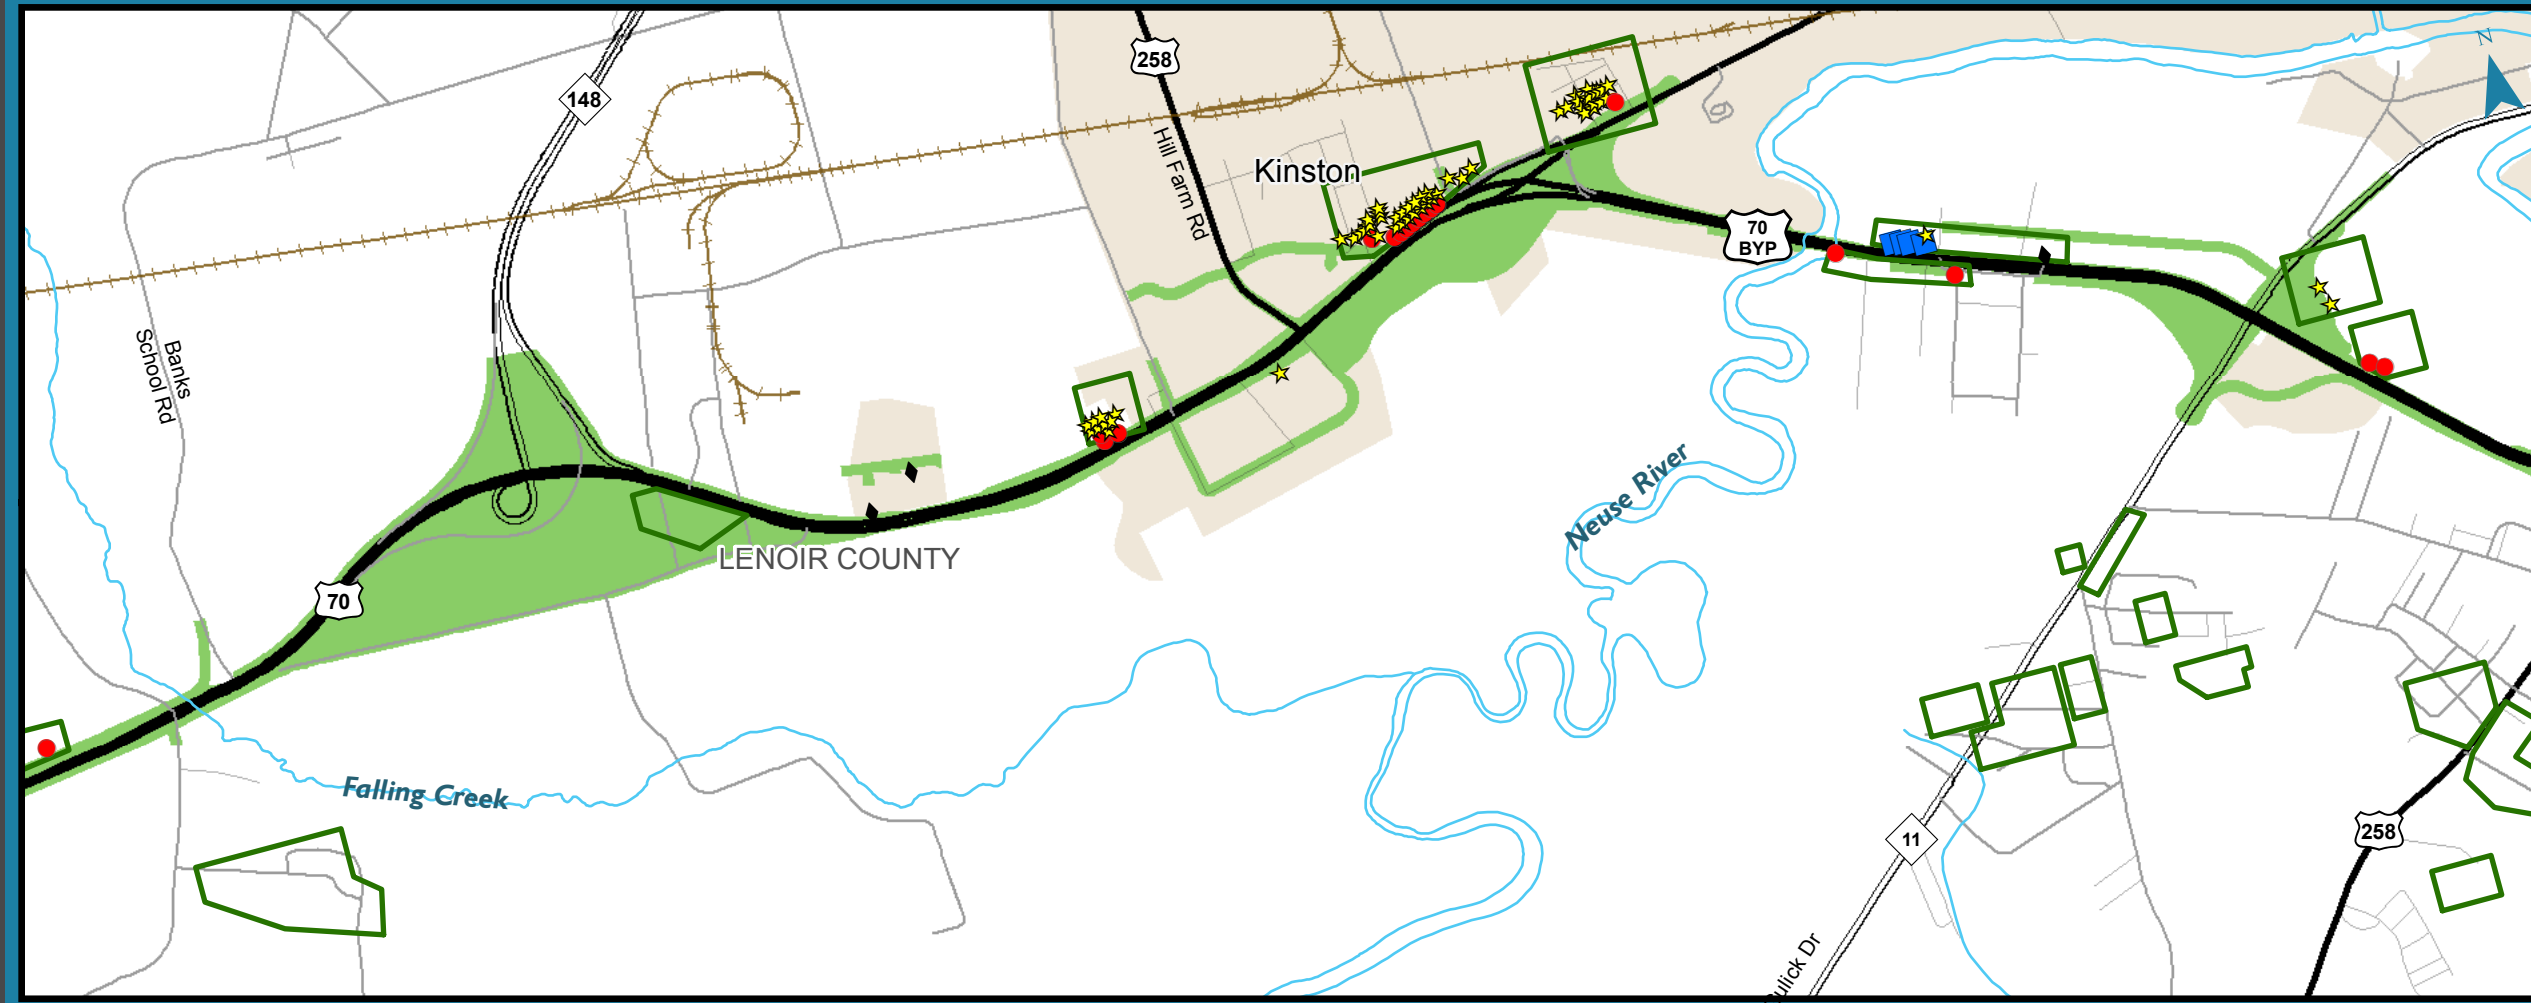 N
258
148
Hill Farm Rd
Kinston
70
BYP
Banks
School Rd
Neuse River
LENOIR COUNTY
70
Falling Creek
11
258
Dr